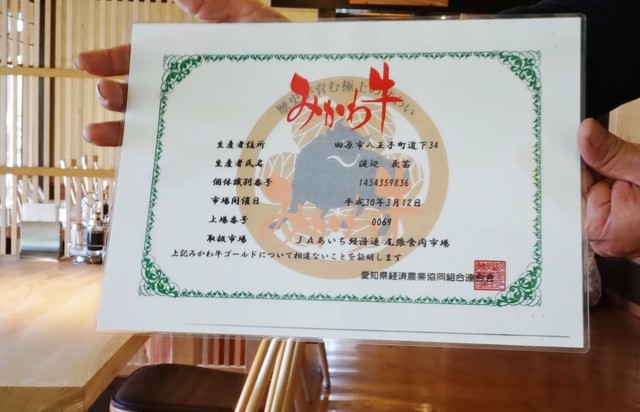 みかわ牛
生産者住所 田原市八王子町道下34
生産者氏名 渡辺
個体識別番号 1454359836
市場開催日 平成30年3月12日
上場番号 0069
取扱市場 JAあいち経済連 尾張食肉市場
上記みかわ牛ゴールドについて相違ないことを証明します
愛知県経済農業協同組合連合会